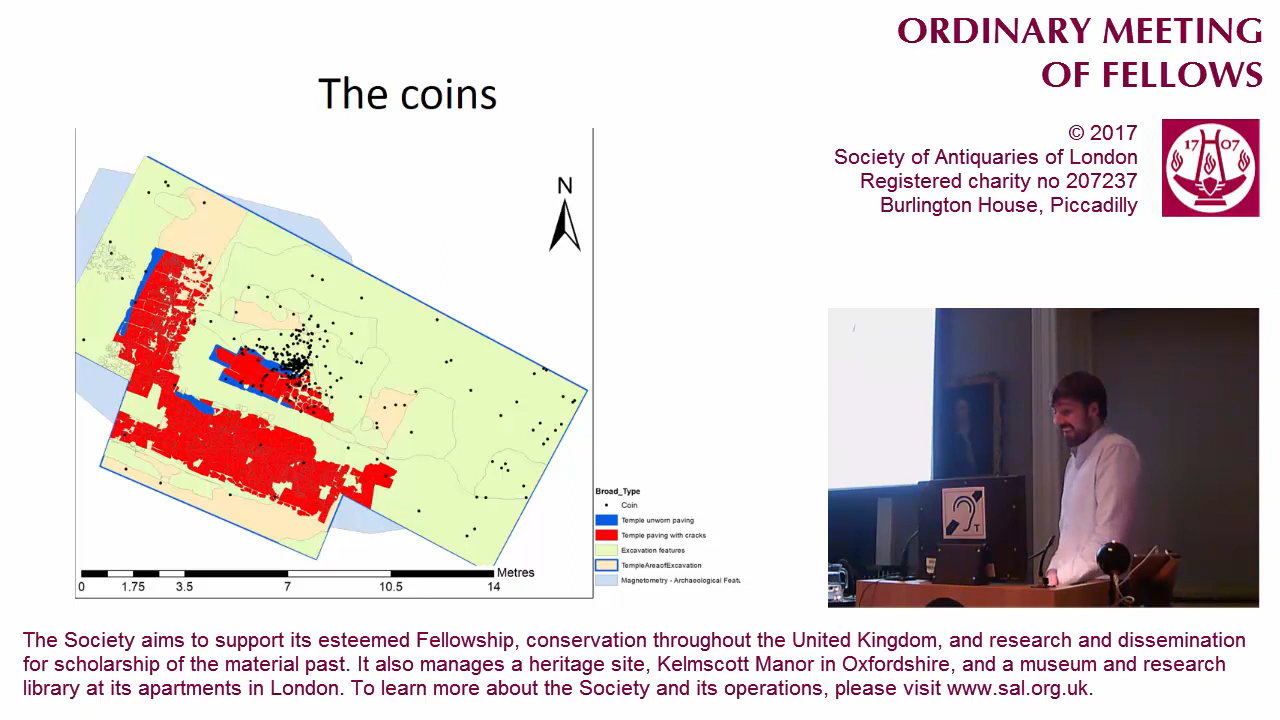 ORDINARY MEETING
OF FELLOWS
The coins
© 2017
Society of Antiquaries of London
Registered charity no 207237
Burlington House, Piccadilly
17 07
N
Broad_Type
Coin
Temple unworn paving
Temple paving with cracks
Excavation features
TempleAreaofExcavation
Magnetometry - Archaeological Feat.
Metres
0 1.75 3.5 7 10.5 14
T
The Society aims to support its esteemed Fellowship, conservation throughout the United Kingdom, and research and dissemination
for scholarship of the material past. It also manages a heritage site, Kelmscott Manor in Oxfordshire, and a museum and research
library at its apartments in London. To learn more about the Society and its operations, please visit www.sal.org.uk.